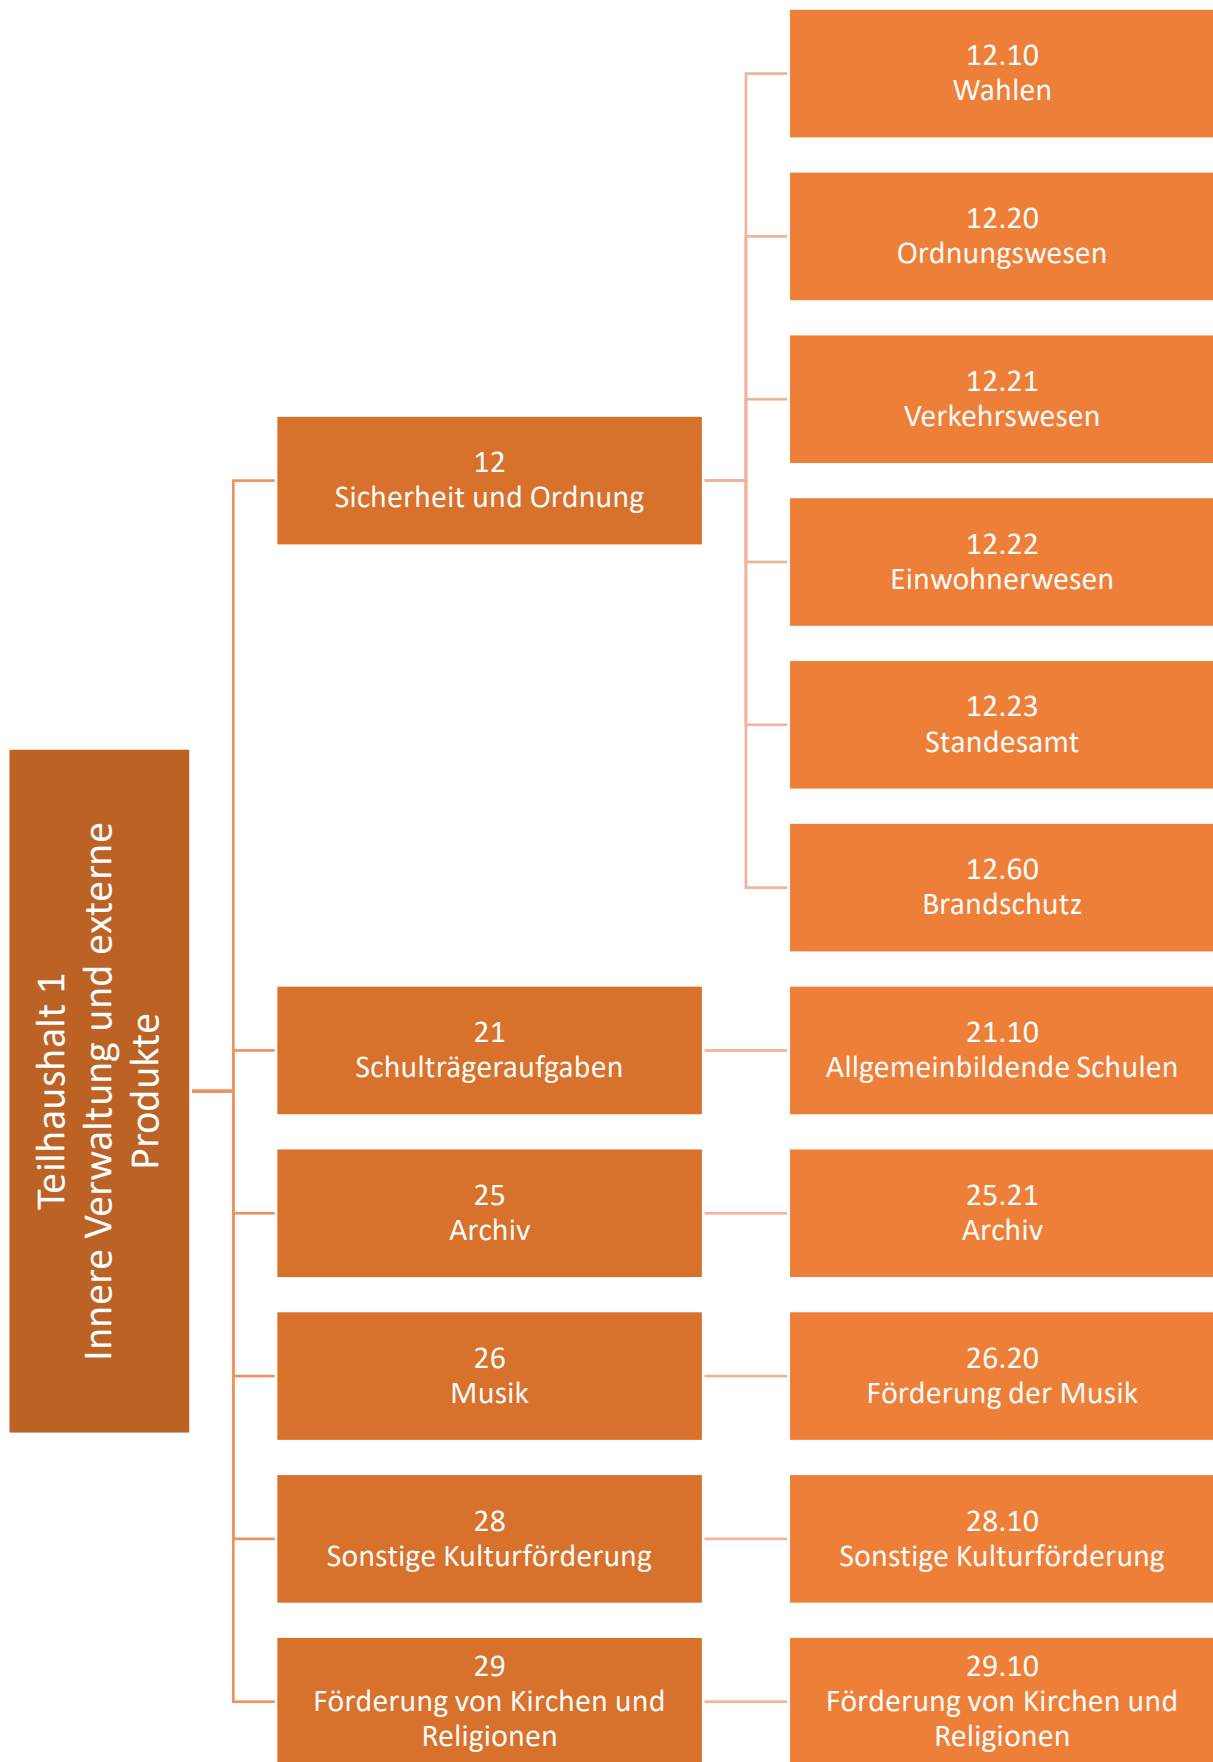 Teilhaushalt 1
Innere Verwaltung und externe
Produkte
12
Sicherheit und Ordnung
12.10
Wahlen
12.20
Ordnungswesen
12.21
Verkehrswesen
12.22
Einwohnerwesen
12.23
Standesamt
12.60
Brandschutz
21
Schulträgeraufgaben
21.10
Allgemeinbildende Schulen
25
Archiv
25.21
Archiv
26
Musik
26.20
Förderung der Musik
28
Sonstige Kulturförderung
28.10
Sonstige Kulturförderung
29
Förderung von Kirchen und
Religionen
29.10
Förderung von Kirchen und
Religionen